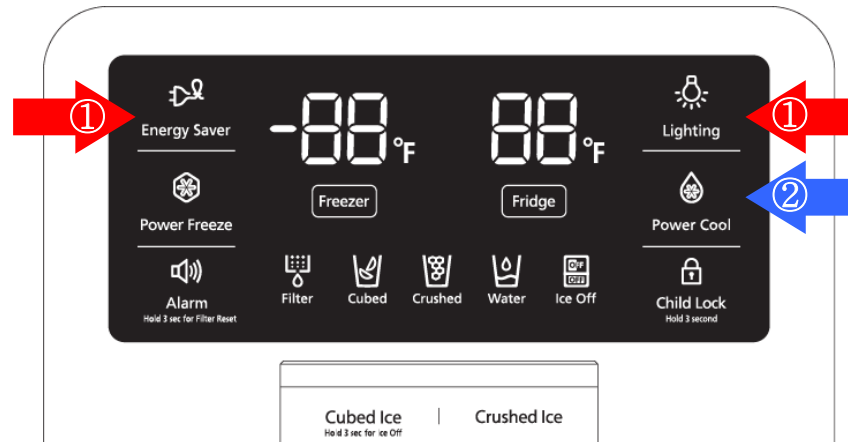 ①
Energy Saver
-88 °F
88 °F
Lighting
①
Freezer
Fridge
Power Freeze
Power Cool
②
Alarm
Hold 3 sec for Filter Reset
Filter
Cubed
Crushed
Water
OFF
OFF
Ice Off
Child Lock
Hold 3 second
Cubed Ice | Crushed Ice
Hold 3 sec for Ice Off